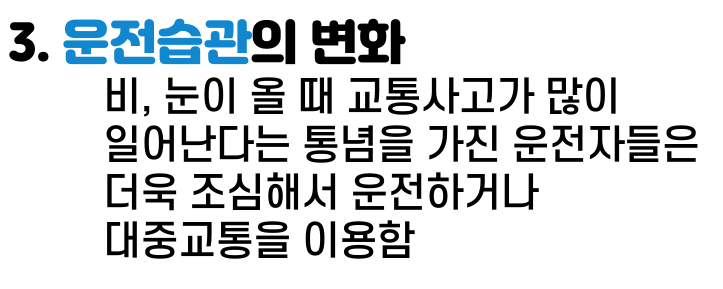 3. 운전습관의 변화
비, 눈이 올 때 교통사고가 많이
일어난다는 통념을 가진 운전자들은
더욱 조심해서 운전하거나
대중교통을 이용함